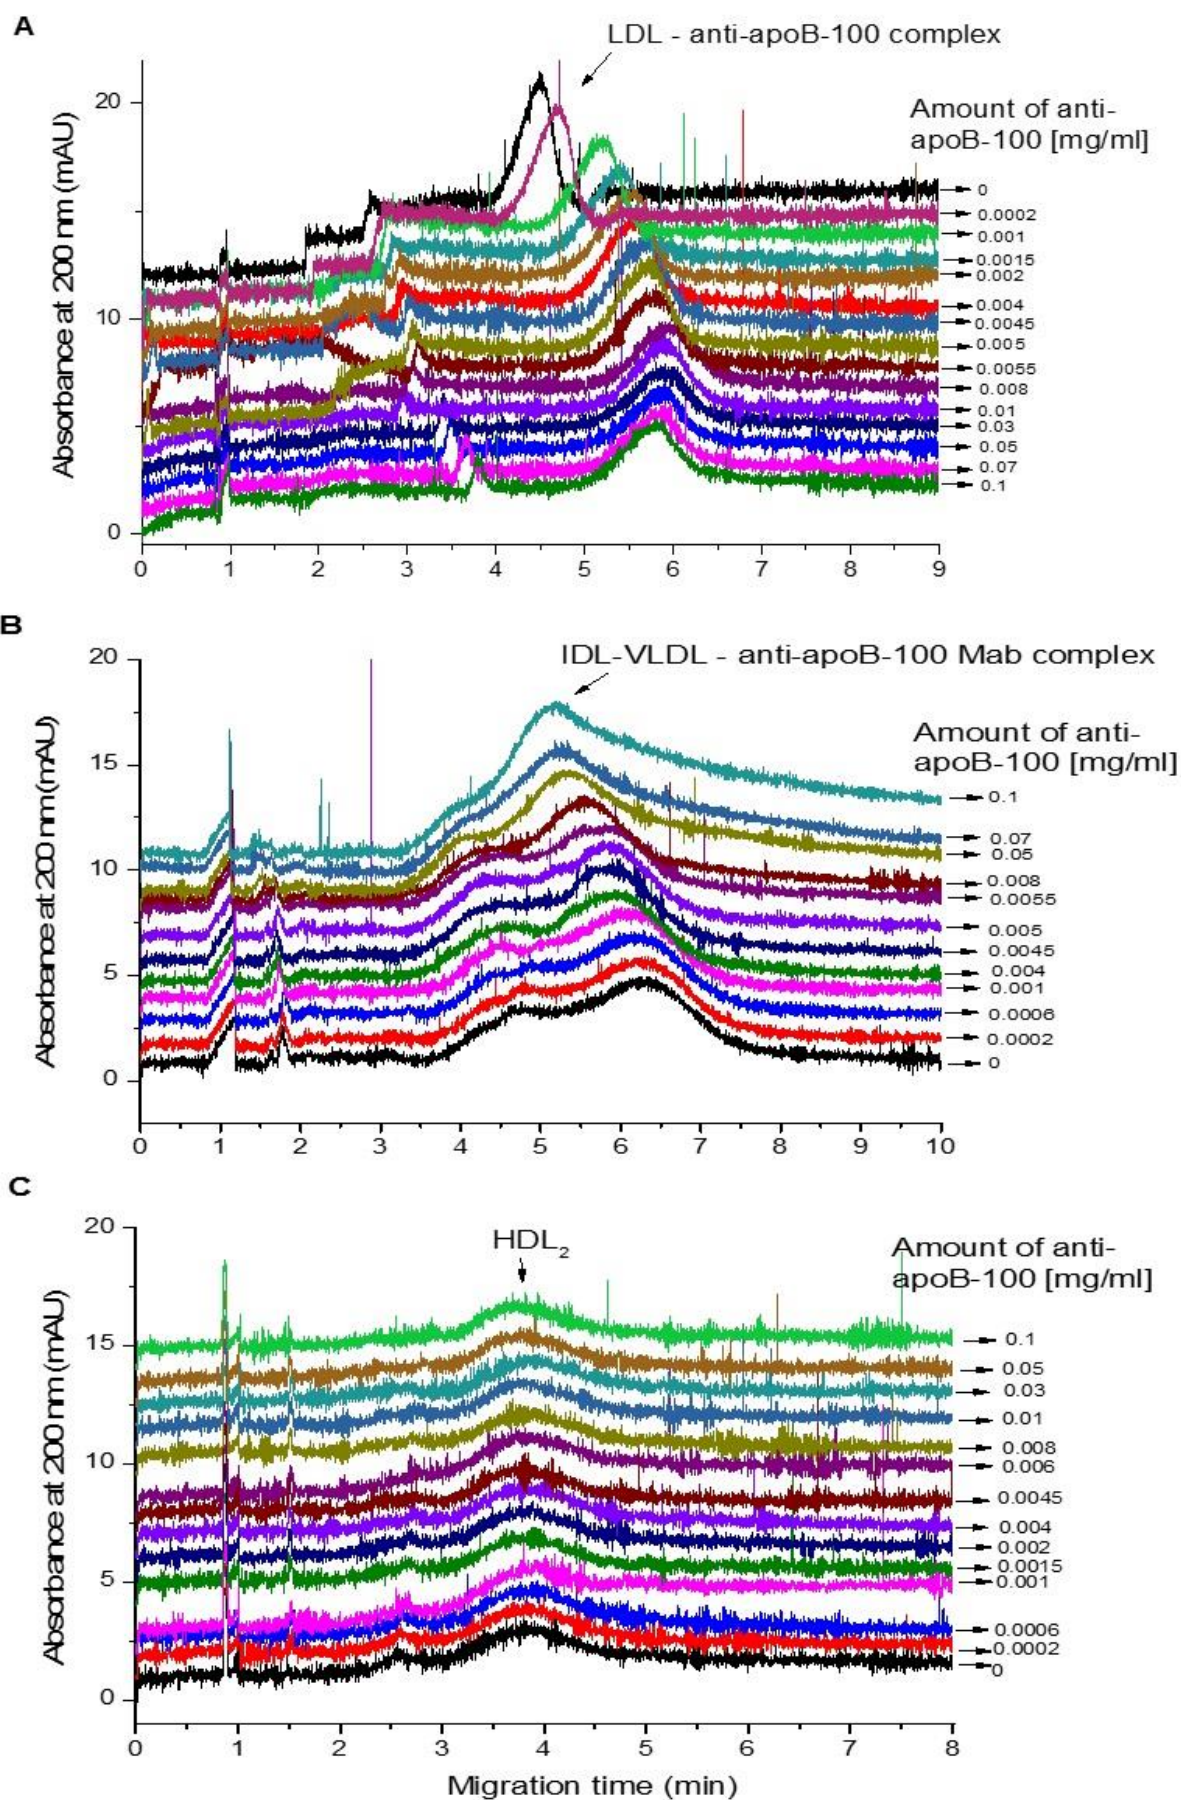 A
LDL - anti-apoB-100 complex
Amount of anti-
apoB-100 [mg/ml]
Absorbance at 200 nm (mAU)
20
10
0
0
0.0002
0.001
0.0015
0.002
0.004
0.0045
0.005
0.0055
0.008
0.01
0.03
0.05
0.07
0.1
0 1 2 3 4 5 6 7 8 9
B
IDL-VLDL - anti-apoB-100 Mab complex
Amount of anti-
apoB-100 [mg/ml]
Absorbance at 200 nm(mAU)
20
15
10
5
0
0.1
0.07
0.05
0.008
0.0055
0.005
0.0045
0.004
0.001
0.0006
0.0002
0
0 1 2 3 4 5 6 7 8 9 10
C
HDL2
Amount of anti-
apoB-100 [mg/ml]
Absorbance at 200 nm (mAU)
20
15
10
5
0
0.1
0.05
0.03
0.01
0.008
0.006
0.0045
0.004
0.002
0.0015
0.001
0.0006
0.0002
0
0 1 2 3 4 5 6 7 8
Migration time (min)